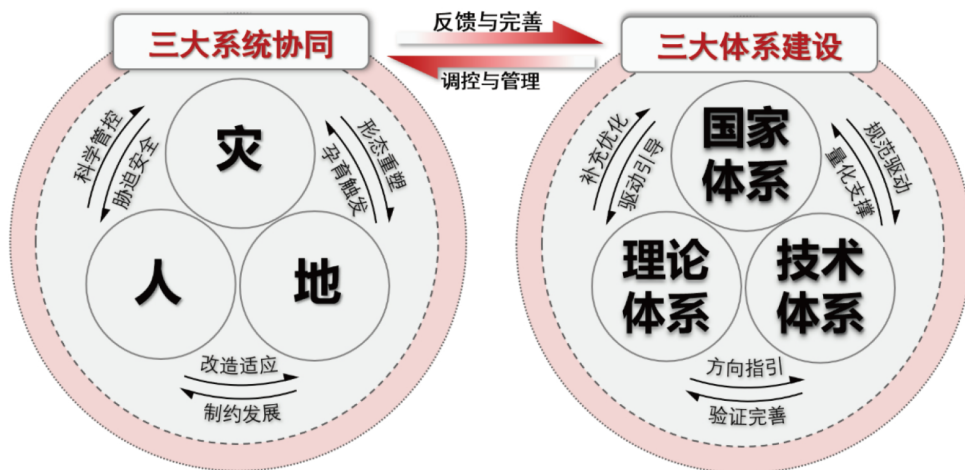 三大系统协同
反馈与完善
调控与管理
三大体系建设
灾
人
地
科学管控
胁迫安全
形态重塑
孕育触发
改造适应
制约发展
国家
体系
理论
体系
技术
体系
补充优化
驱动引导
规范驱动
量化支撑
方向指引
验证完善